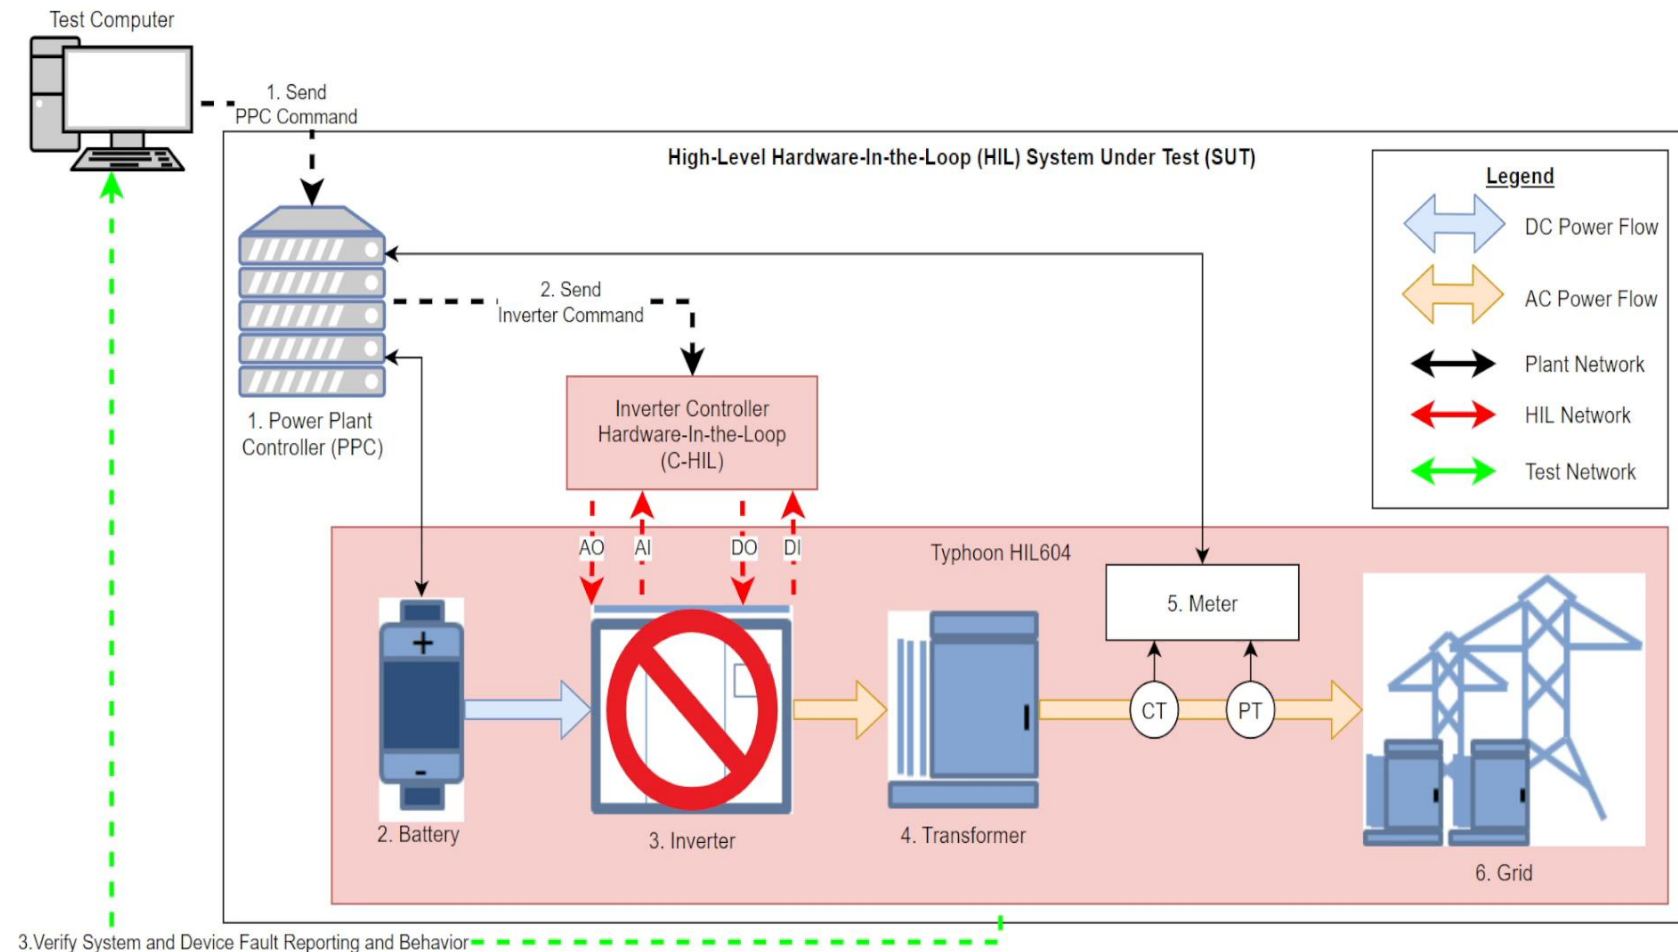 Test Computer
1. Send
PPC Command
High-Level Hardware-In-the-Loop (HIL) System Under Test (SUT)
Legend
DC Power Flow
AC Power Flow
Plant Network
HIL Network
Test Network
2. Send
Inverter Command
1. Power Plant
Controller (PPC)
Inverter Controller
Hardware-In-the-Loop
(C-HIL)
AO
AI
DO
DI
Typhoon HIL604
5. Meter
CT
PT
+
-
2. Battery
3. Inverter
4. Transformer
6. Grid
3.Verify System and Device Fault Reporting and Behavior